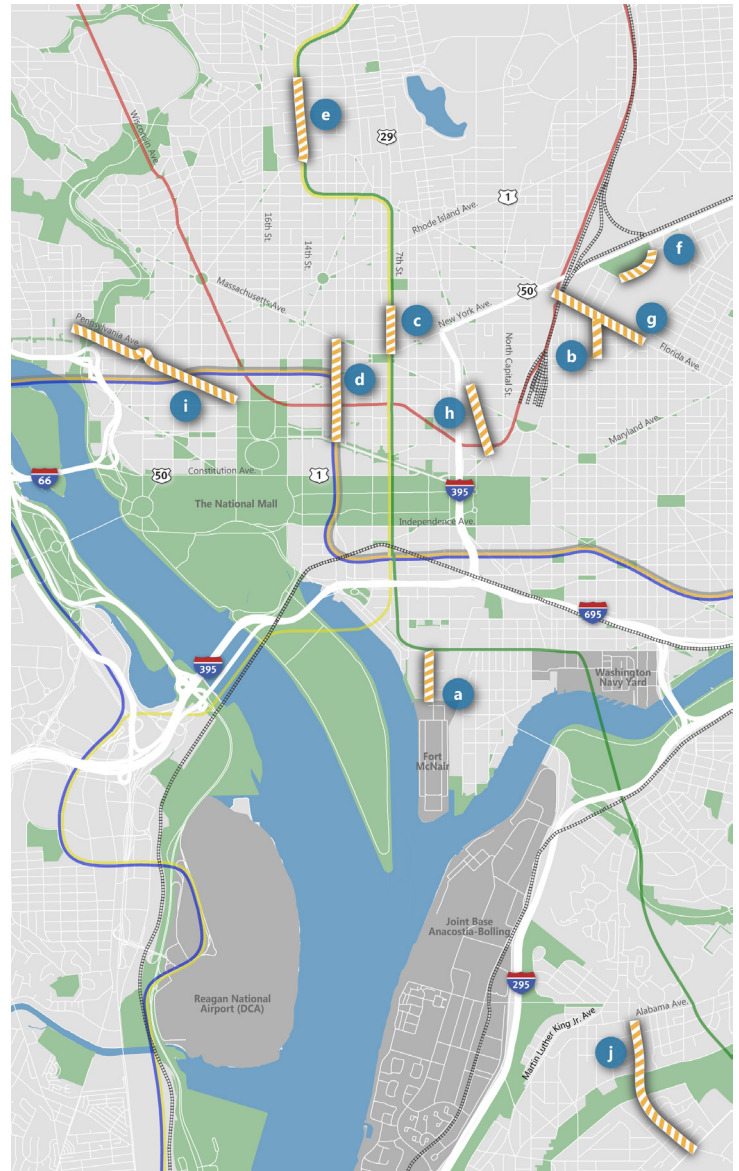 e
29
Wisconsin Ave
1
Rhode Island Ave.
16th St.
14th St.
7th St.
f
Massachusetts Ave.
50
c
New York Ave.
g
Pennsylvania Ave.
North Capital St.
b
Florida Ave.
d
i
h
Maryland Ave.
50
Constitution Ave.
1
66
395
The National Mall
Independence Ave.
695
395
Washington
Navy Yard
a
Fort
McNair
Joint Base
Anacostia-Bolling
295
Reagan National
Airport (DCA)
Martin Luther King Jr. Ave
Alabama Ave.
j